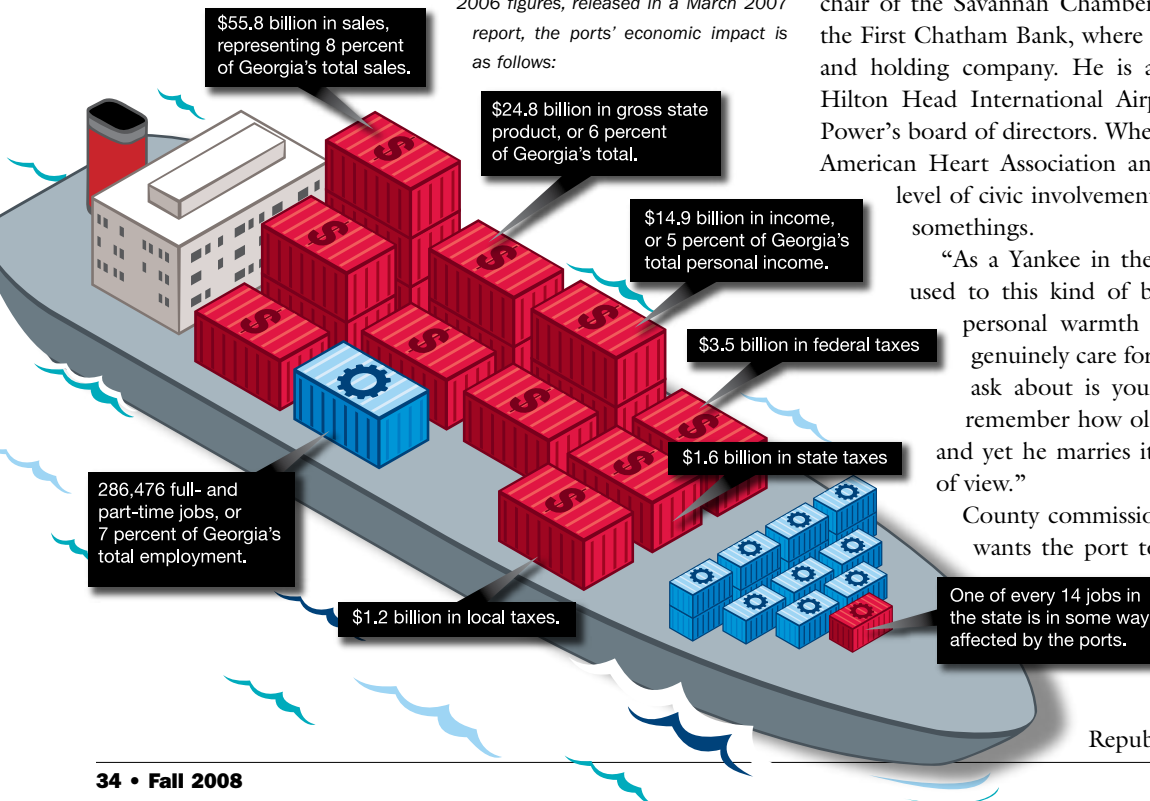 2006 figures, released in a March 2007
report, the ports’ economic impact is
as follows:
$55.8 billion in sales,
representing 8 percent
of Georgia’s total sales.
$24.8 billion in gross state
product, or 6 percent
of Georgia’s total.
$14.9 billion in income,
or 5 percent of Georgia’s
total personal income.
$3.5 billion in federal taxes
$1.6 billion in state taxes
286,476 full- and
part-time jobs, or
7 percent of Georgia’s
total employment.
$1.2 billion in local taxes.
One of every 14 jobs in
the state is in some way
affected by the ports.
chair of the Savannah Chamber
the First Chatham Bank, where
and holding company. He is a
Hilton Head International Airp
Power’s board of directors. Whe
American Heart Association an
level of civic involvement
somethings.
“As a Yankee in the
used to this kind of b
personal warmth
genuinely care for
ask about is you
remember how ol
and yet he marries it
of view.”
County commissio
wants the port to
Repub
34 • Fall 2008